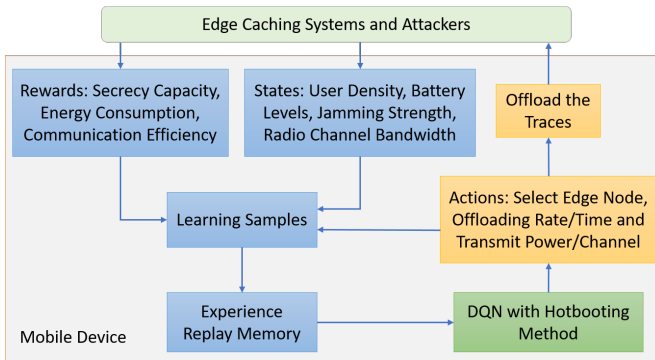 Edge Caching Systems and Attackers
Rewards: Secrecy Capacity,
Energy Consumption,
Communication Efficiency
States: User Density, Battery
Levels, Jamming Strength,
Radio Channel Bandwidth
Offload the
Traces
Learning Samples
Actions: Select Edge Node,
Offloading Rate/Time and
Transmit Power/Channel
Experience
Replay Memory
DQN with Hotbooting
Method
Mobile Device